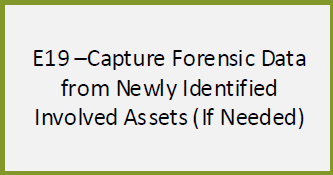 E19 –Capture Forensic Data
from Newly Identified
Involved Assets (If Needed)